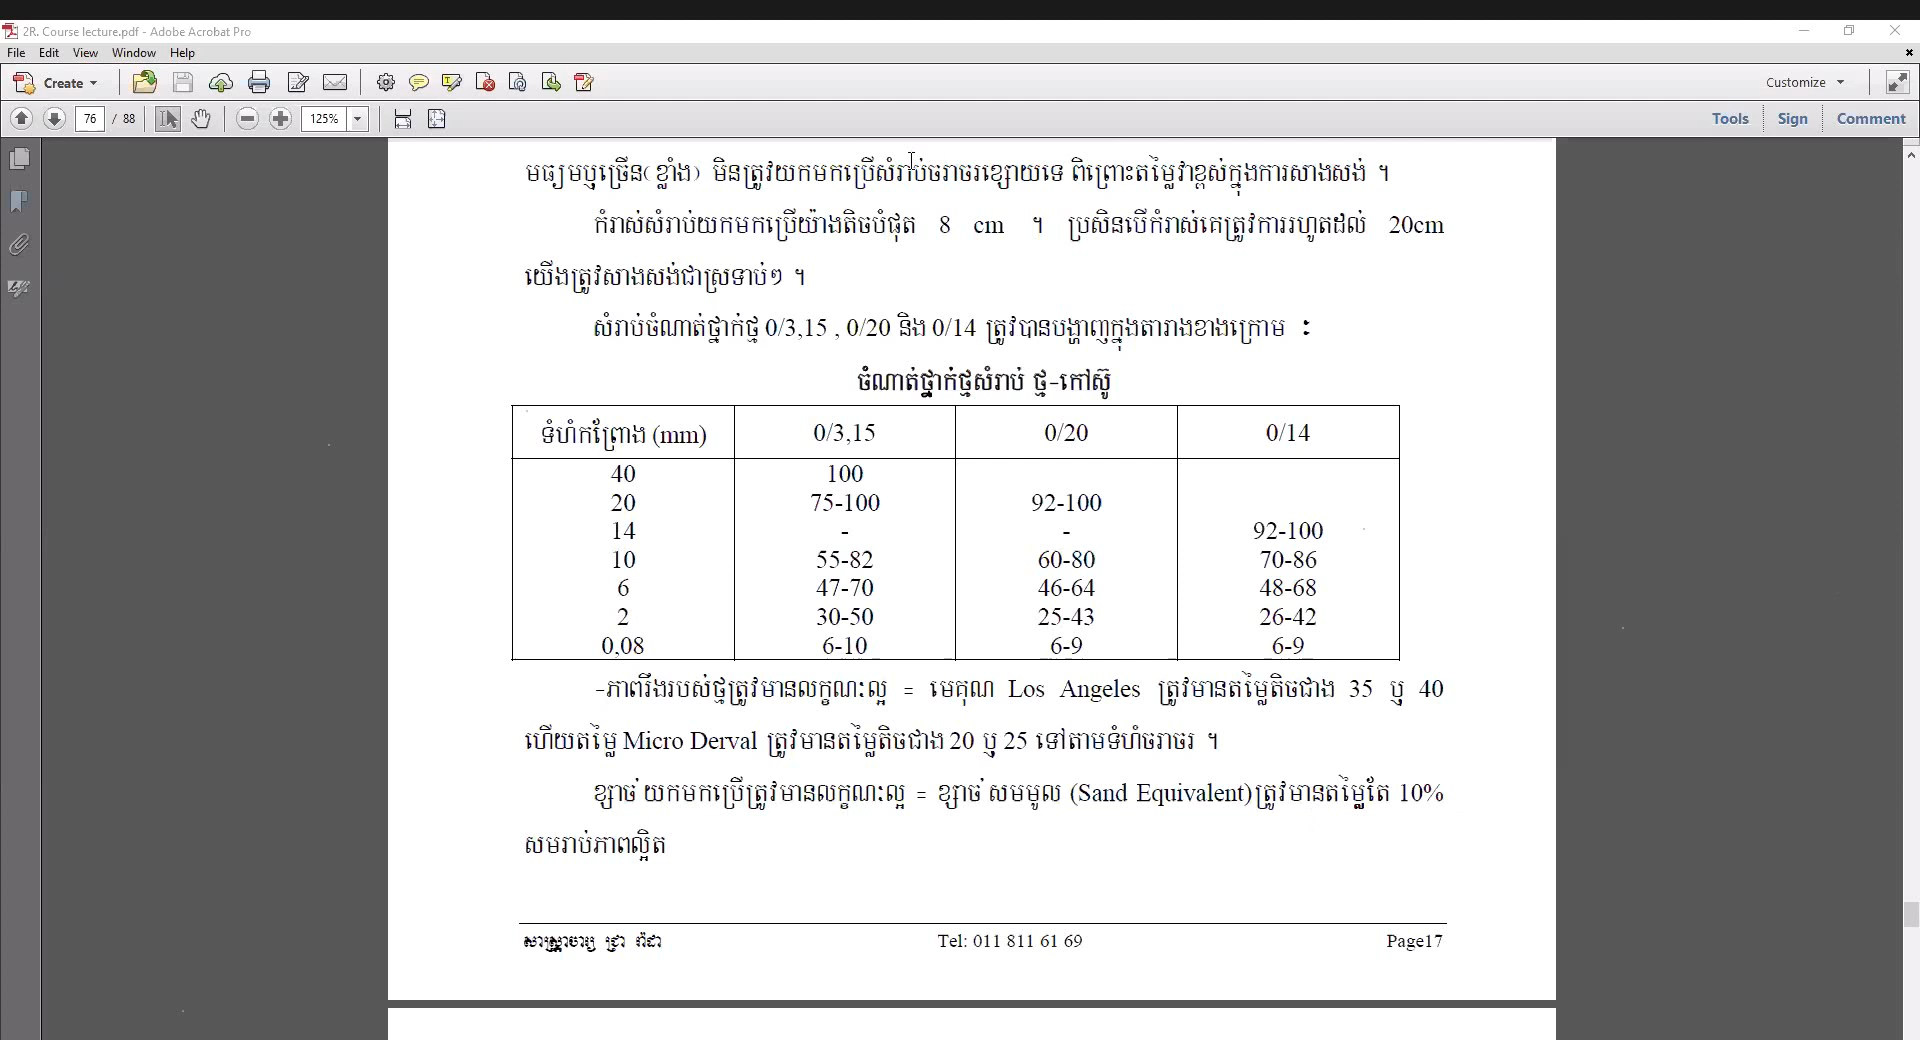 2R. Course lecture.pdf - Adobe Acrobat Pro
File Edit View Window Help
Create Customize
76 / 88 125% Tools Sign Comment
មធ្យមឬច្រើន(ខ្លាំង) មិនត្រូវយកមកប្រើសំរាប់ចរាចរខ្សោយទេ ពិព្រោះតម្លៃវាខ្ពស់ក្នុងការសាងសង់ ។
កំរាស់សំរាប់យកមកប្រើយ៉ាងតិចបំផុត 8 cm ។ ប្រសិនបើកំរាស់គេត្រូវការរហូតដល់ 20cm
យើងត្រូវសាងសង់ជាស្រទាប់ៗ ។
សំរាប់ចំណាត់ថ្នាក់ថ្ម 0/3,15 , 0/20 និង 0/14 ត្រូវបានបង្ហាញក្នុងតារាងខាងក្រោម ៖
ចំណាត់ថ្នាក់ថ្មសំរាប់ ថ្ម-កៅស៊ូ
ទំហំកព្រោង (mm) 0/3,15 0/20 0/14
40 100
20 75-100 92-100
14 - - 92-100
10 55-82 60-80 70-86
6 47-70 46-64 48-68
2 30-50 25-43 26-42
0,08 6-10 6-9 6-9
-ភាពរឹងរបស់ថ្មត្រូវមានលក្ខណៈល្អ = មេគុណ Los Angeles ត្រូវមានតម្លៃតិចជាង 35 ឬ 40
ហើយតម្លៃ Micro Derval ត្រូវមានតម្លៃតិចជាង 20 ឬ 25 ទៅតាមទំហំចរាចរ ។
ខ្សាច់ យកមកប្រើត្រូវមានលក្ខណៈល្អ = ខ្សាច់ សមមូល (Sand Equivalent)ត្រូវមានតម្លៃតែ 10%
សមរាប់ភាពល្អិត
សាស្ត្រាចារ្យ ជ្រា រ៉ាដា Tel: 011 811 61 69 Page17